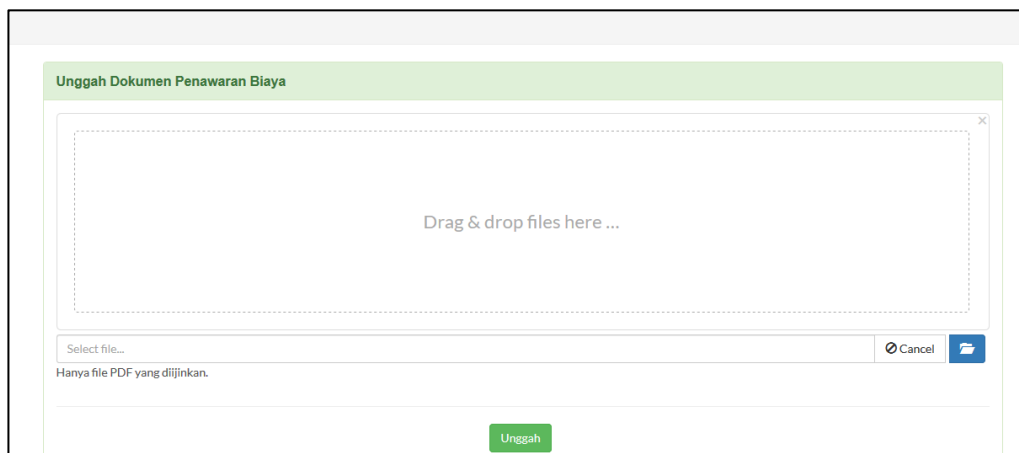 Unggah Dokumen Penawaran Biaya
×
Drag & drop files here ...
Select file...
Cancel
Hanya file PDF yang diijinkan.
Unggah